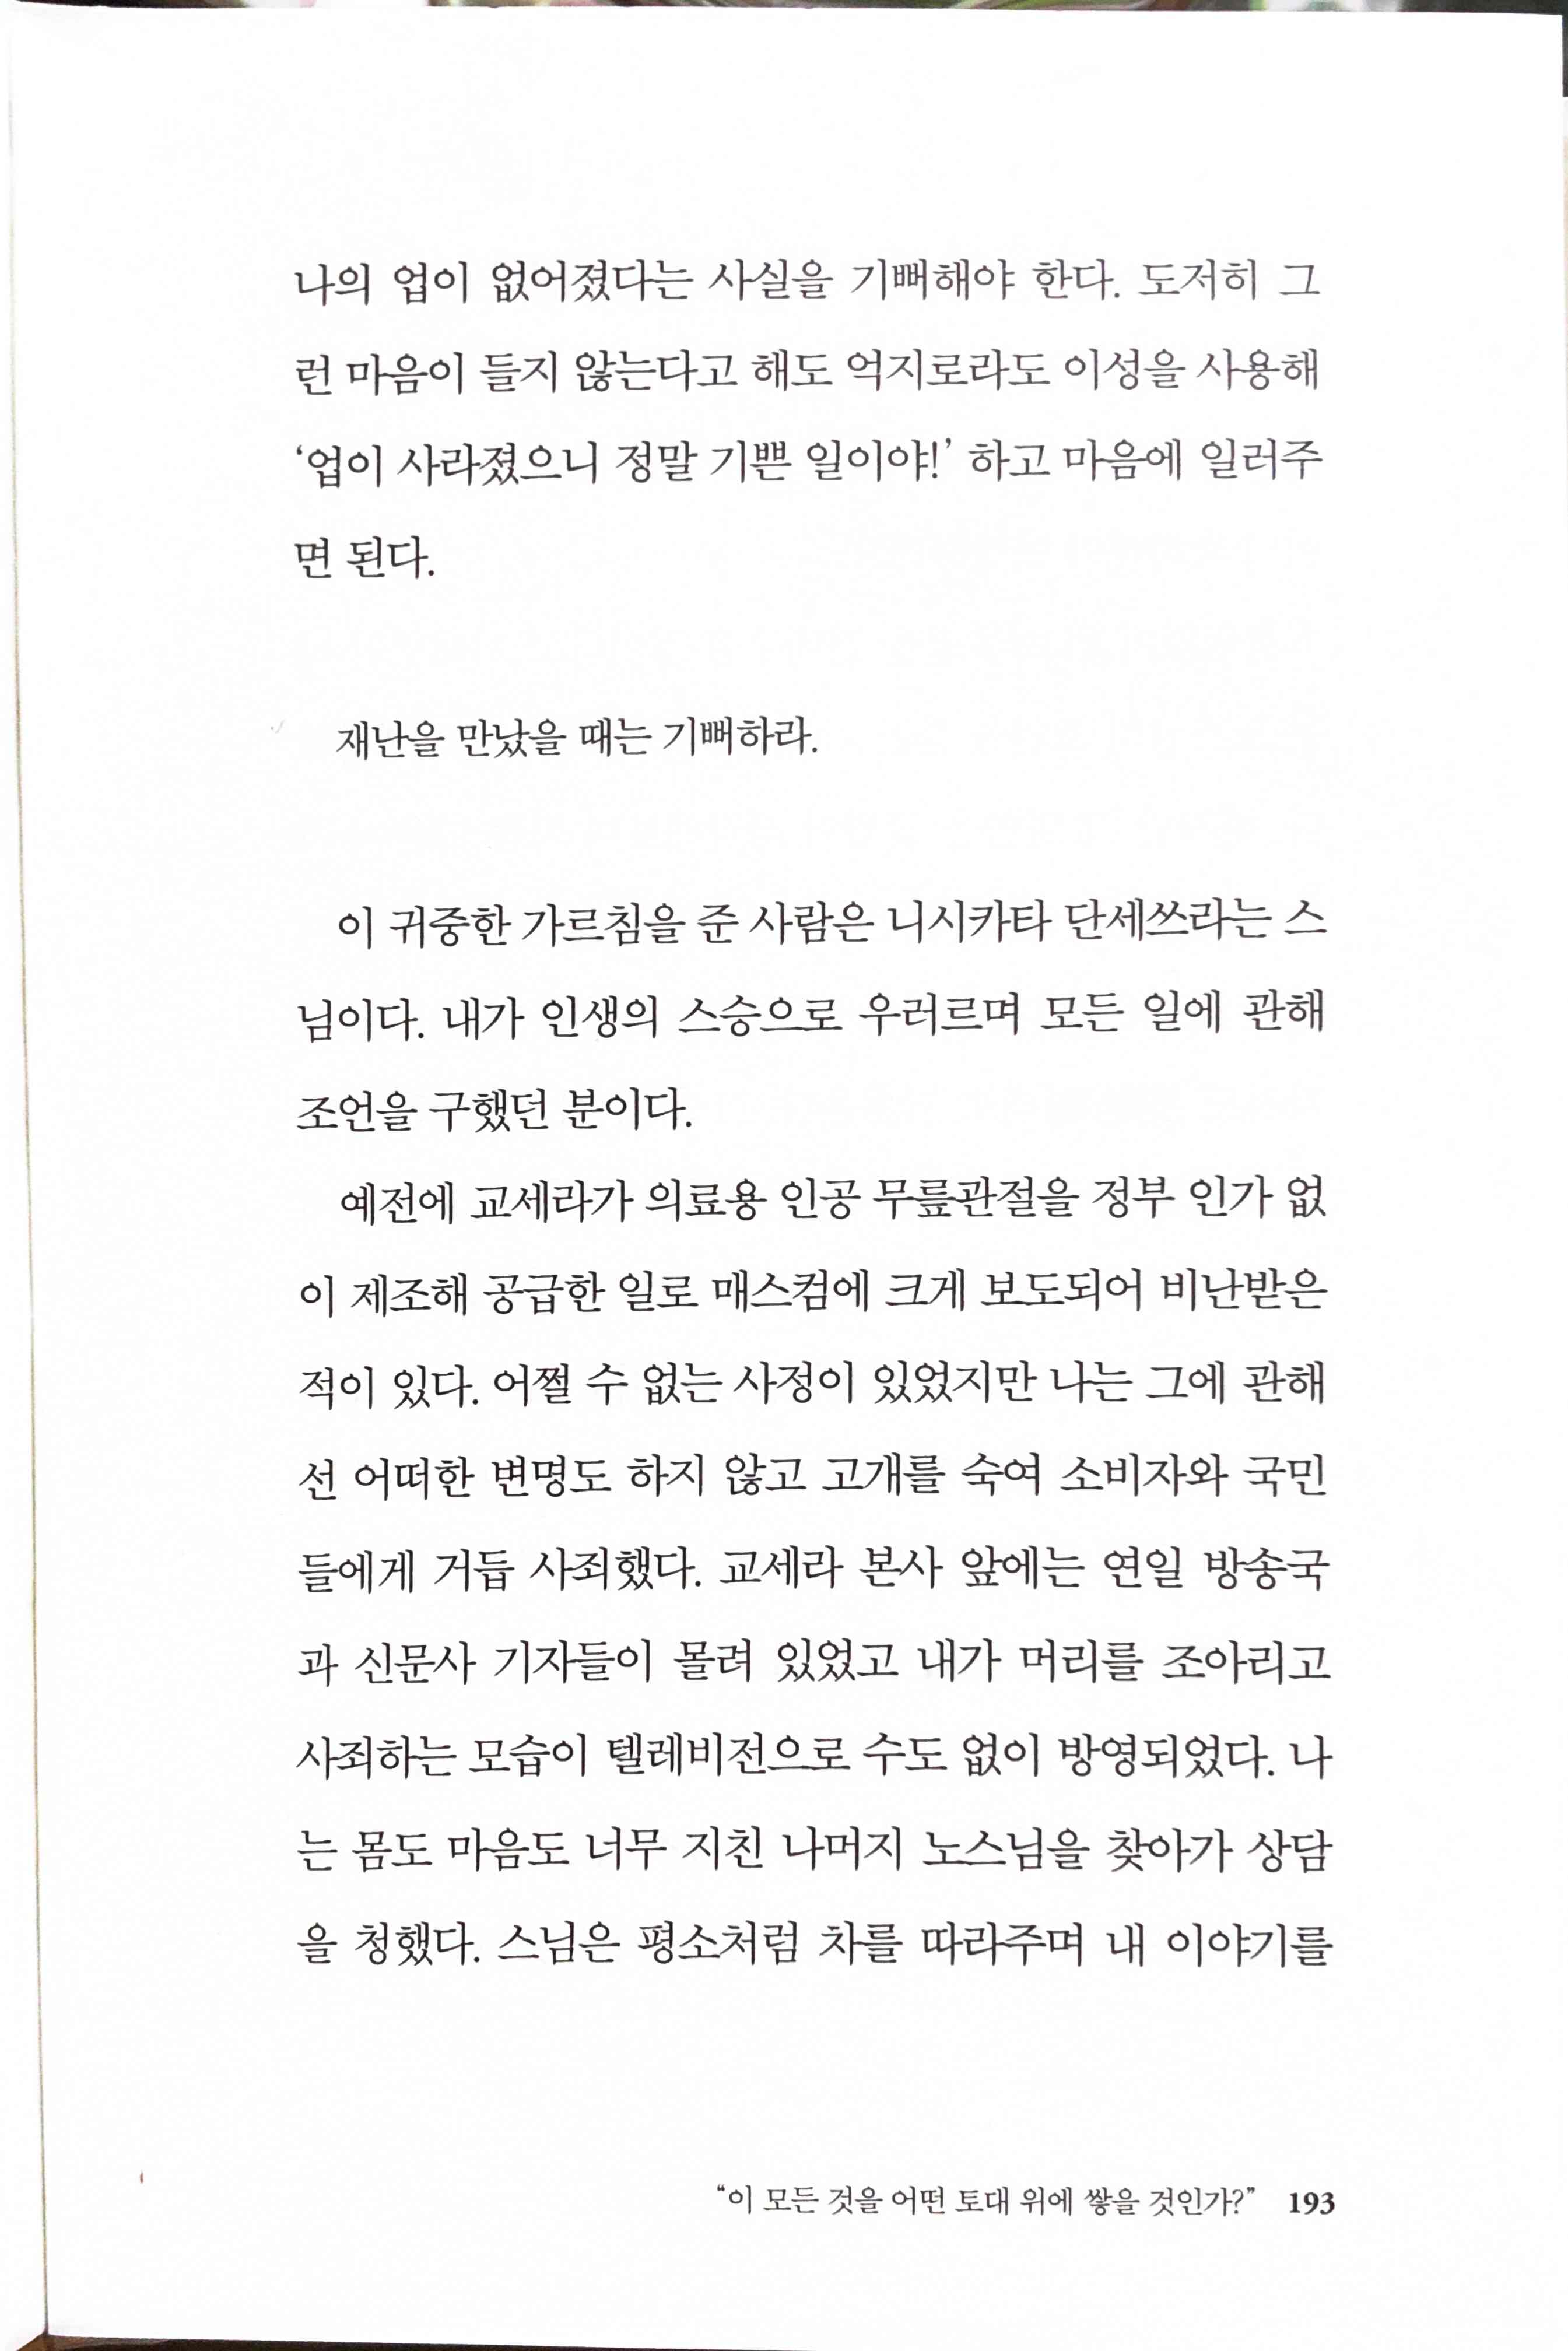 나의 업이 없어졌다는 사실을 기뻐해야 한다. 도저히 그
런 마음이 들지 않는다고 해도 억지로라도 이성을 사용해
‘업이 사라졌으니 정말 기쁜 일이야!’ 하고 마음에 일러주
면 된다.
재난을 만났을 때는 기뻐하라.
이 귀중한 가르침을 준 사람은 니시카타 단세쓰라는 스
님이다. 내가 인생의 스승으로 우러르며 모든 일에 관해
조언을 구했던 분이다.
예전에 교세라가 의료용 인공 무릎관절을 정부 인가 없
이 제조해 공급한 일로 매스컴에 크게 보도되어 비난받은
적이 있다. 어쩔 수 없는 사정이 있었지만 나는 그에 관해
선 어떠한 변명도 하지 않고 고개를 숙여 소비자와 국민
들에게 거듭 사죄했다. 교세라 본사 앞에는 연일 방송국
과 신문사 기자들이 몰려 있었고 내가 머리를 조아리고
사죄하는 모습이 텔레비전으로 수도 없이 방영되었다. 나
는 몸도 마음도 너무 지친 나머지 노스님을 찾아가 상담
을 청했다. 스님은 평소처럼 차를 따라주며 내 이야기를
“이 모든 것을 어떤 토대 위에 쌓을 것인가?” 193